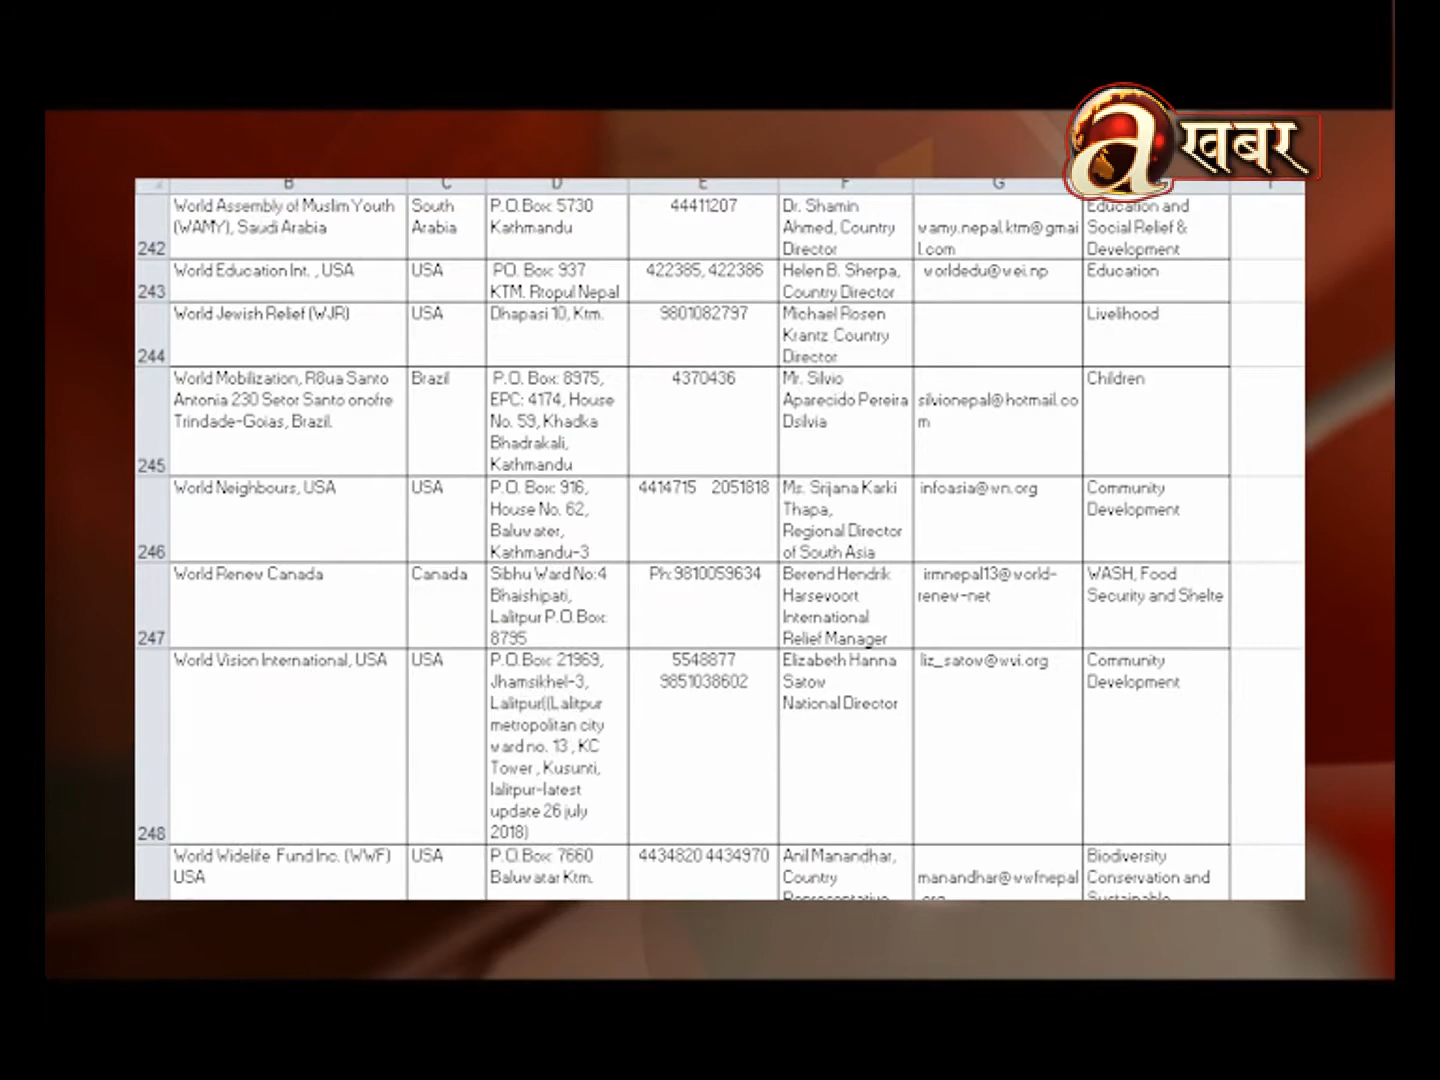 a खबर
B C D E F G
242 World Assembly of Muslim Youth (WAMY), Saudi Arabia South Arabia P.O.Box: 5730 Kathmandu 44411207 Dr. Shamin Ahmed, Country Director wamy.nepal.ktm@gmail.com Education and Social Relief & Development
243 World Education Int. , USA USA PO. Box: 937 KTM. Rtopul Nepal 422385, 422386 Helen B. Sherpa, Country Director worldedu@wei.np Education
244 World Jewish Relief (WJR) USA Dhapasi 10, Ktm. 9801082797 Michael Rosen Krantz Country Director Livelihood
245 World Mobilization, R8ua Santo Antonia 230 Setor Santo onofre Trindade-Goias, Brazil. Brazil P.O. Box: 8975, EPC: 4174, House No. 59, Khadka Bhadrakali, Kathmandu 4370436 Mr. Silvio Aparecido Pereira Dsilvia silvionepal@hotmail.com Children
246 World Neighbours, USA USA P.O. Box: 916, House No. 62, Baluwater, Kathmandu-3 4414715 2051818 Ms. Srijana Karki Thapa, Regional Director of South Asia infoasia@wn.org Community Development
247 World Renew Canada Canada Sibhu Ward No:4 Bhaishipati, Lalitpur P.O.Box: 8795 Ph: 9810059634 Berend Hendrik Harsevoort International Relief Manager irmnepal13@world-renew-net WASH, Food Security and Shelte
248 World Vision International, USA USA P.O.Box: 21969, Jhamsikhel-3, Lalitpur((Lalitpur metropolitan city ward no. 13 , KC Tower , Kusunti, lalitpur-latest update 26 july 2018) 5548877 9851038602 Elizabeth Hanna Satow National Director liz_satow@wvi.org Community Development
World Widelife Fund Inc. (WWF) USA USA P.O.Box: 7660 Baluwatar Ktm. 4434820 4434970 Anil Manandhar, Country Representative manandhar@wwfnepal.org Biodiversity Conservation and Sustainable